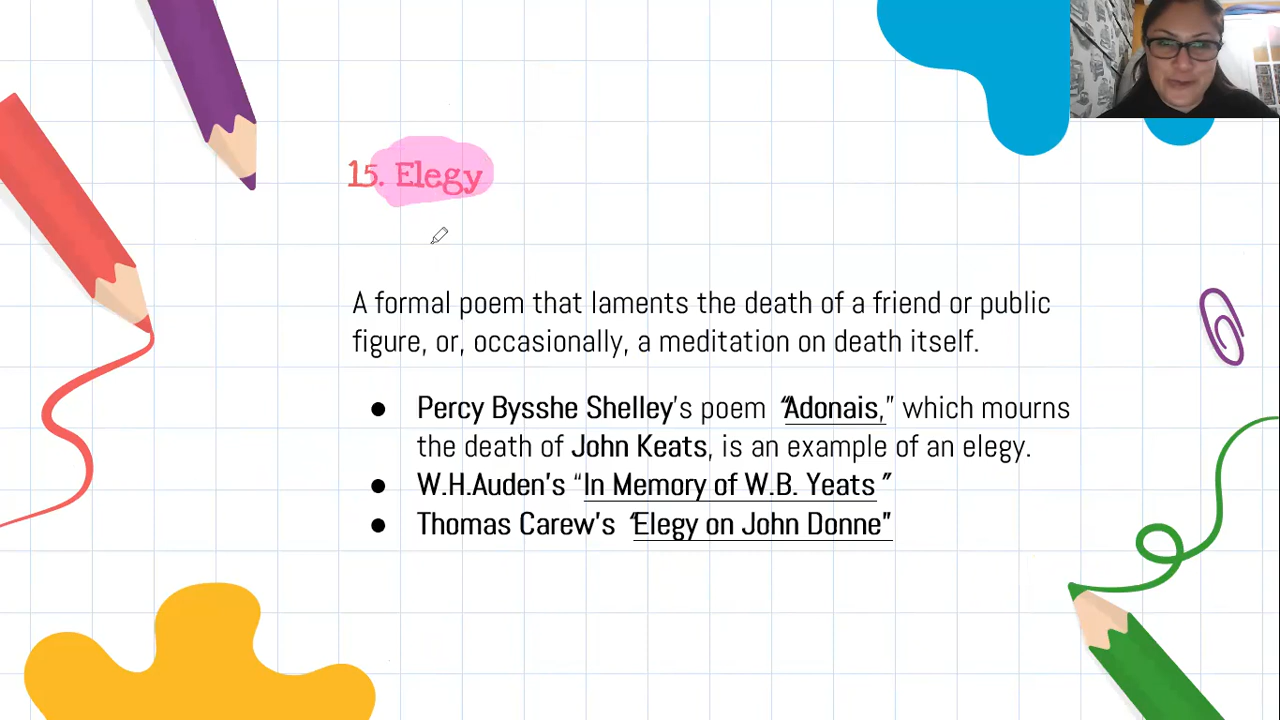 15. Elegy
A formal poem that laments the death of a friend or public
figure, or, occasionally, a meditation on death itself.
● Percy Bysshe Shelley's poem “Adonais,” which mourns
the death of John Keats, is an example of an elegy.
● W.H.Auden's “In Memory of W.B. Yeats”
● Thomas Carew's “Elegy on John Donne”